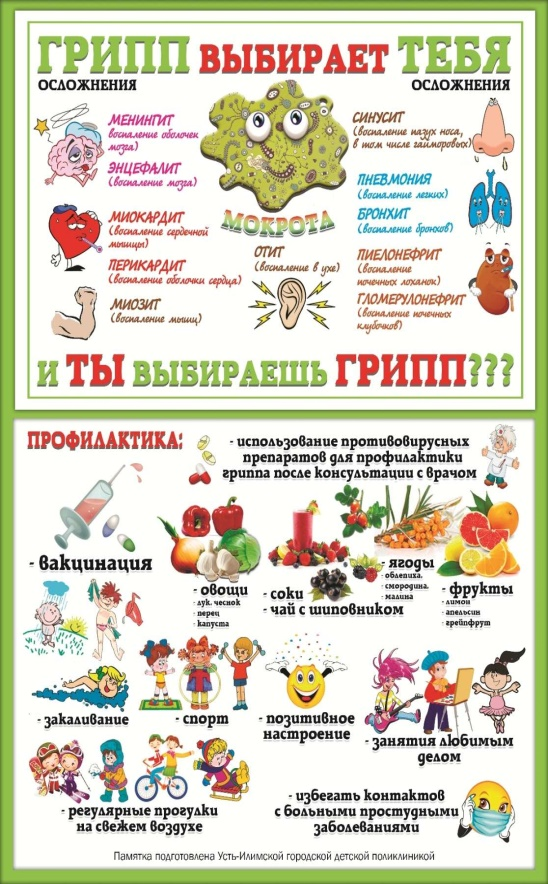 ГРИПП ВЫБИРАЕТ ТЕБЯ
ОСЛОЖНЕНИЯ
ОСЛОЖНЕНИЯ
МЕНИНГИТ
(воспаление оболочек
мозга)
ЭНЦЕФАЛИТ
(воспаление мозга)
МИОКАРДИТ
(воспаление сердечной
мышцы)
ПЕРИКАРДИТ
(воспаление оболочки сердца)
МИОЗИТ
(воспаление мышц)
МОКРОТА
ОТИТ
(воспаление в ухе)
СИНУСИТ
(воспаление пазух носа,
в том числе гайморовых)
ПНЕВМОНИЯ
(воспаление легких)
БРОНХИТ
(воспаление бронхов)
ПИЕЛОНЕФРИТ
(воспаление
почечных лоханок)
ГЛОМЕРУЛОНЕФРИТ
(воспаление почечных
клубочков)
И ТЫ ВЫБИРАЕШЬ ГРИПП???
ПРОФИЛАКТИКА:
- использование противовирусных
препаратов для профилактики
гриппа после консультации с врачом
- вакцинация
- овощи
- лук, чеснок
- перец
- капуста
- соки
- чай с шиповником
- ягоды
- облепиха,
- смородина,
- малина
- фрукты
- лимон
- апельсин
- грейпфрут
- закаливание
- спорт
- позитивное
настроение
- занятия любимым
делом
- регулярные прогулки
на свежем воздухе
- избегать контактов
с больными простудными
заболеваниями
Памятка подготовлена Усть-Илимской городской детской поликлиникой